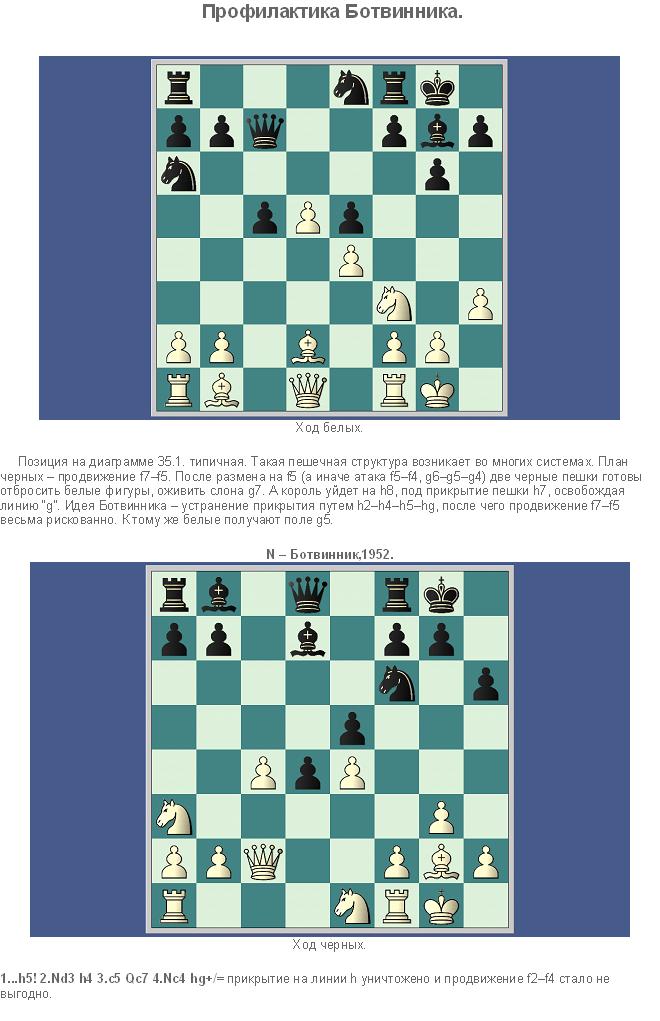 Профилактика Ботвинника.
Ход белых.
Позиция на диаграмме 35.1. типичная. Такая пешечная структура возникает во многих системах. План
черных – продвижение f7–f5. После размена на f5 (а иначе атака f5–f4, g6–g5–g4) две черные пешки готовы
отбросить белые фигуры, оживить слона g7. А король уйдет на h8, под прикрытие пешки h7, освобождая
линию "g". Идея Ботвинника – устранение прикрытия путем h2–h4–h5–hg, после чего продвижение f7–f5
весьма рискованно. К тому же белые получают поле g5.
N – Ботвинник,1952.
Ход черных.
1...h5! 2.Nd3 h4 3.c5 Qc7 4.Nc4 hg+/= прикрытие на линии h уничтожено и продвижение f2–f4 стало не
выгодно.